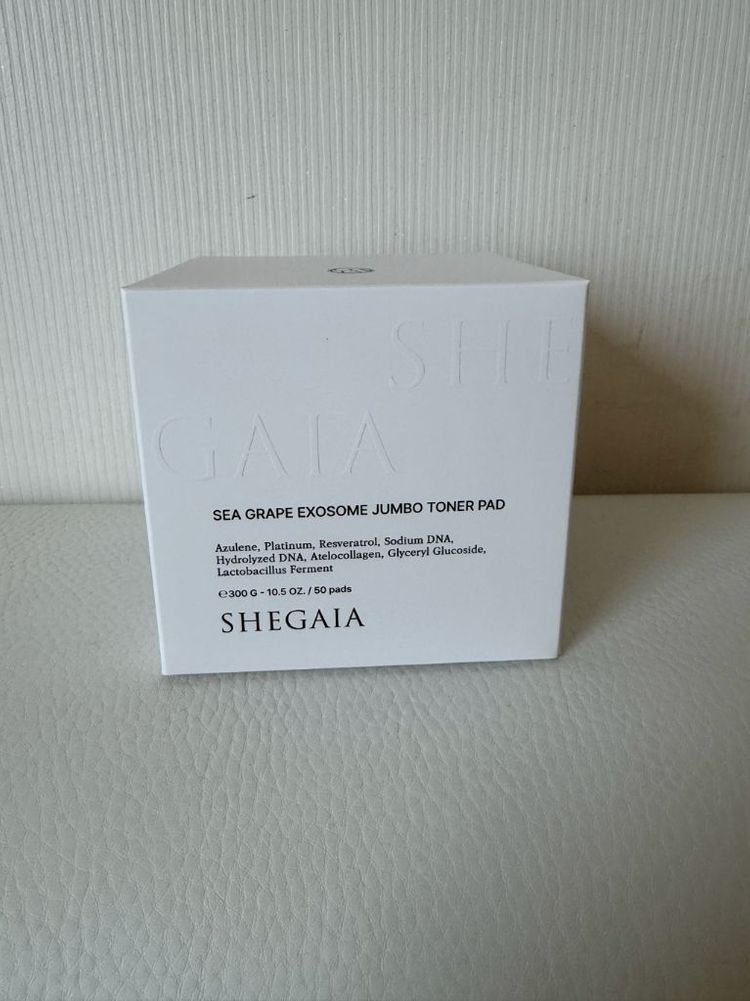 SHE
GAIA
SEA GRAPE EXOSOME JUMBO TONER PAD
Azulene, Platinum, Resveratrol, Sodium DNA,
Hydrolyzed DNA, Atelocollagen, Glyceryl Glucoside,
Lactobacillus Ferment
℮300 G - 10.5 OZ. / 50 pads
SHEGAIA